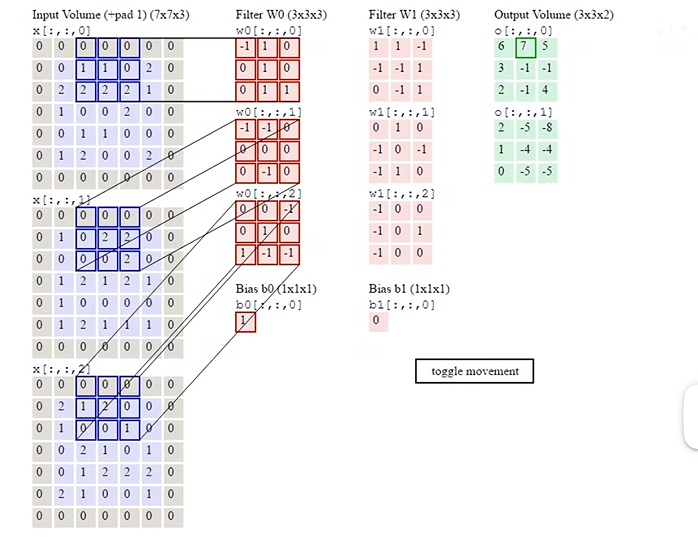 Input Volume (+pad 1) (7x7x3)
x[:,:,0]
0 0 0 0 0 0 0
0 0 1 1 0 2 0
0 2 2 2 2 1 0
0 1 0 0 2 0 0
0 0 1 1 0 0 0
0 1 2 0 0 2 0
0 0 0 0 0 0 0
x[:,:,1]
0 0 0 0 0 0 0
0 1 0 2 2 0 0
0 0 0 0 2 0 0
0 1 2 1 2 1 0
0 1 0 0 0 0 0
0 1 2 1 1 1 0
0 0 0 0 0 0 0
x[:,:,2]
0 0 0 0 0 0 0
0 2 1 2 0 0 0
0 1 0 0 1 0 0
0 0 2 1 0 1 0
0 0 1 2 2 2 0
0 2 1 0 0 1 0
0 0 0 0 0 0 0
Filter W0 (3x3x3)
w0[:,:,0]
-1 1 0
0 1 0
0 1 1
w0[:,:,1]
-1 -1 0
0 0 0
0 -1 0
w0[:,:,2]
0 0 -1
0 1 0
1 -1 -1
Bias b0 (1x1x1)
b0[:,:,0]
1
Filter W1 (3x3x3)
w1[:,:,0]
1 1 -1
-1 -1 1
0 -1 1
w1[:,:,1]
0 1 0
-1 0 -1
-1 1 0
w1[:,:,2]
-1 0 0
-1 0 1
-1 0 0
Bias b1 (1x1x1)
b1[:,:,0]
0
Output Volume (3x3x2)
o[:,:,0]
6 7 5
3 -1 -1
2 -1 4
o[:,:,1]
2 -5 -8
1 -4 -4
0 -5 -5
toggle movement